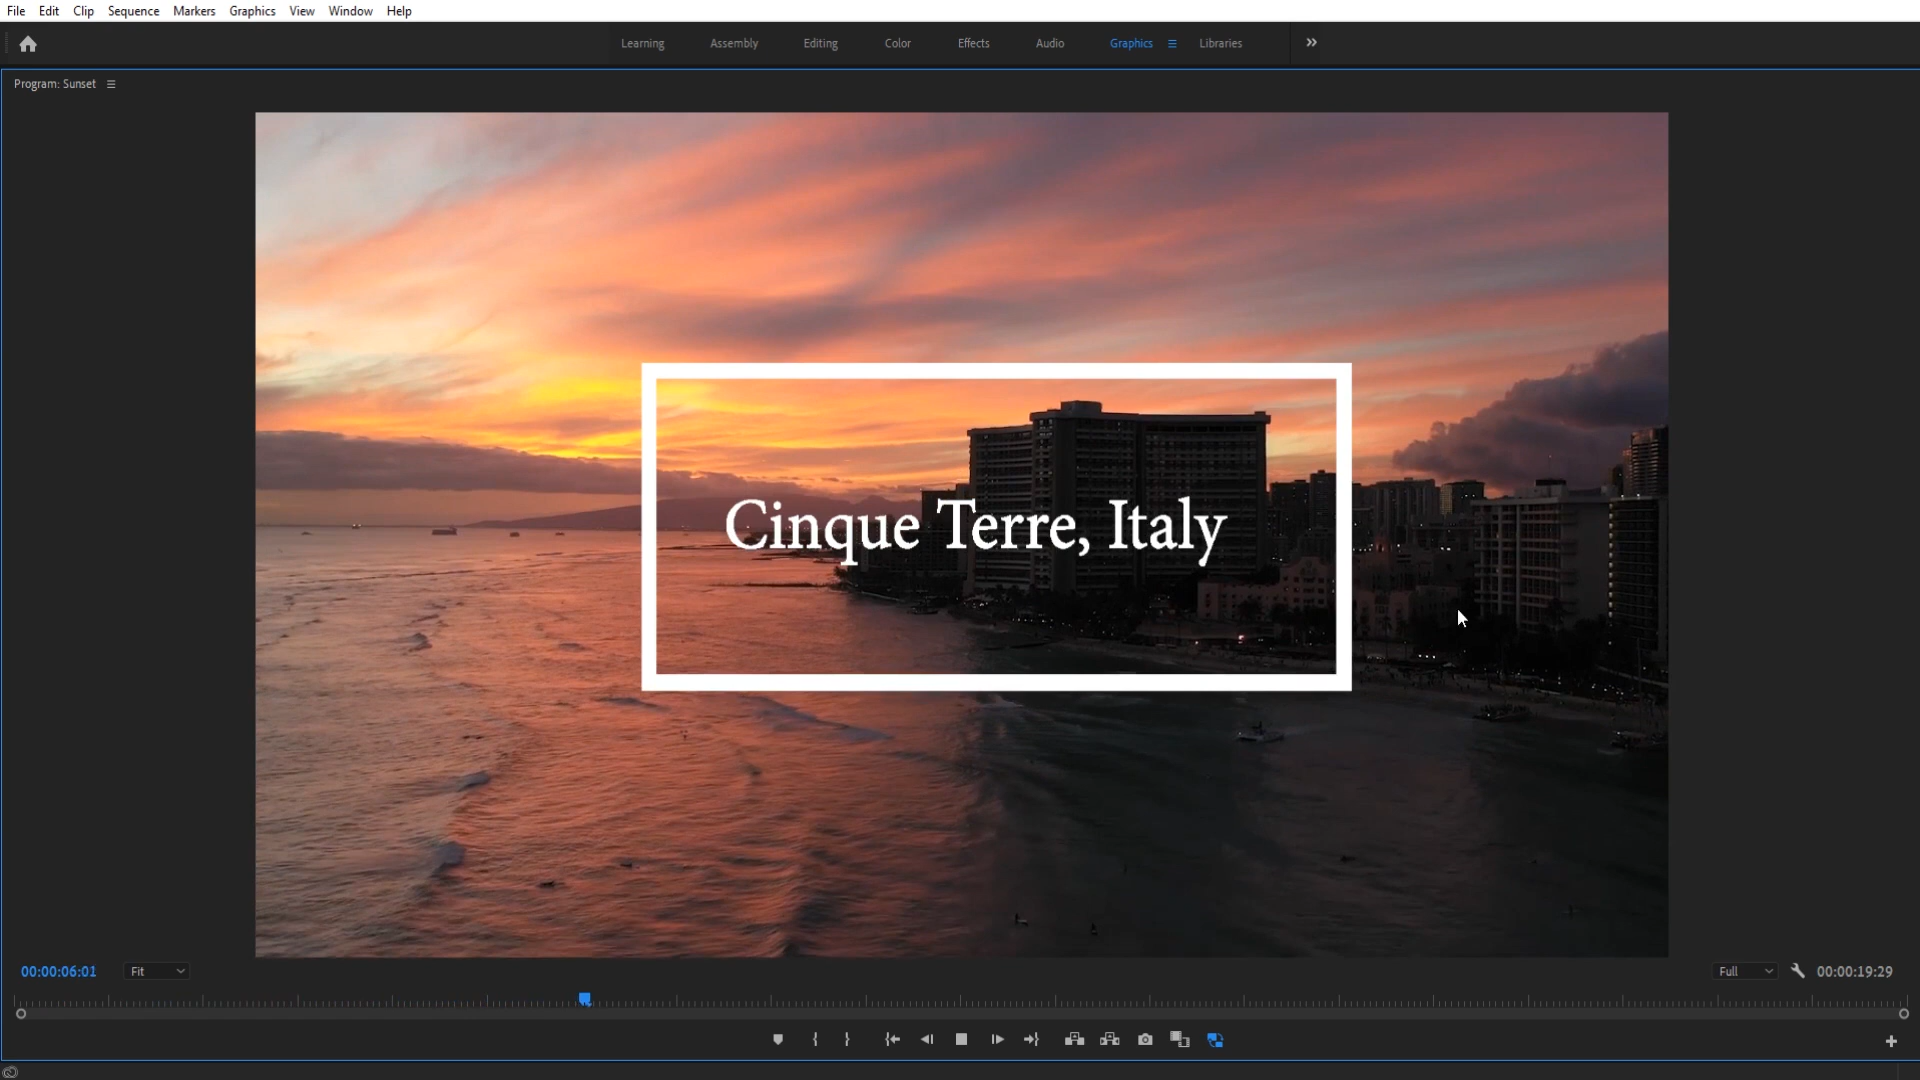 File Edit Clip Sequence Markers Graphics View Window Help
Learning Assembly Editing Color Effects Audio Graphics Libraries
Program: Sunset
Cinque Terre, Italy
00:00:06:01 Fit Full 00:00:19:29